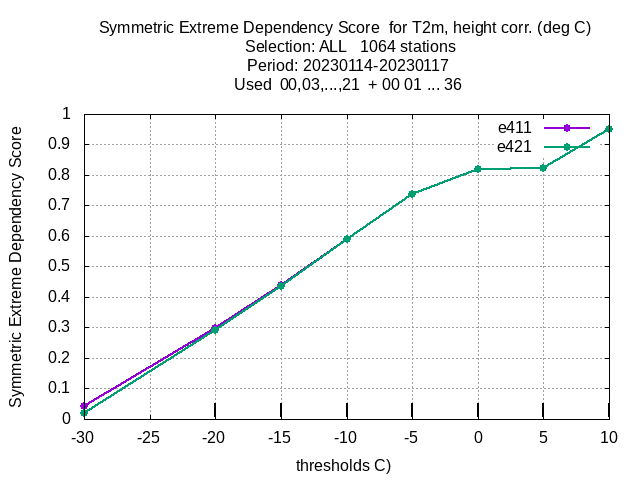 Symmetric Extreme Dependency Score  for T2m, height corr. (deg C)
Selection: ALL   1064 stations
Period: 20230114-20230117
Used  00,03,...,21  + 00 01 ... 36
e411
e421
Symmetric Extreme Dependency Score
1
0.9
0.8
0.7
0.6
0.5
0.4
0.3
0.2
0.1
0
-30 -25 -20 -15 -10 -5 0 5 10
thresholds C)